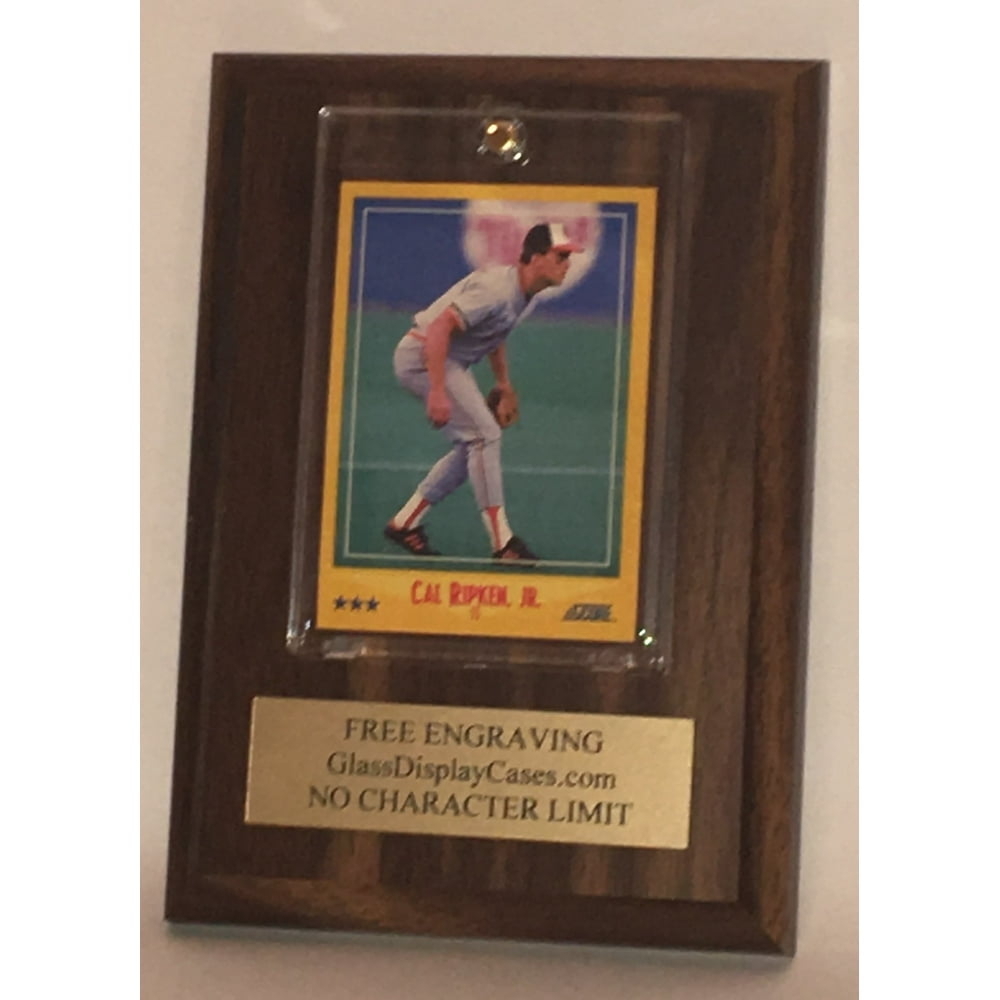 CAL RIPKEN, JR.
SCORE
FREE ENGRAVING
GlassDisplayCases.com
NO CHARACTER LIMIT